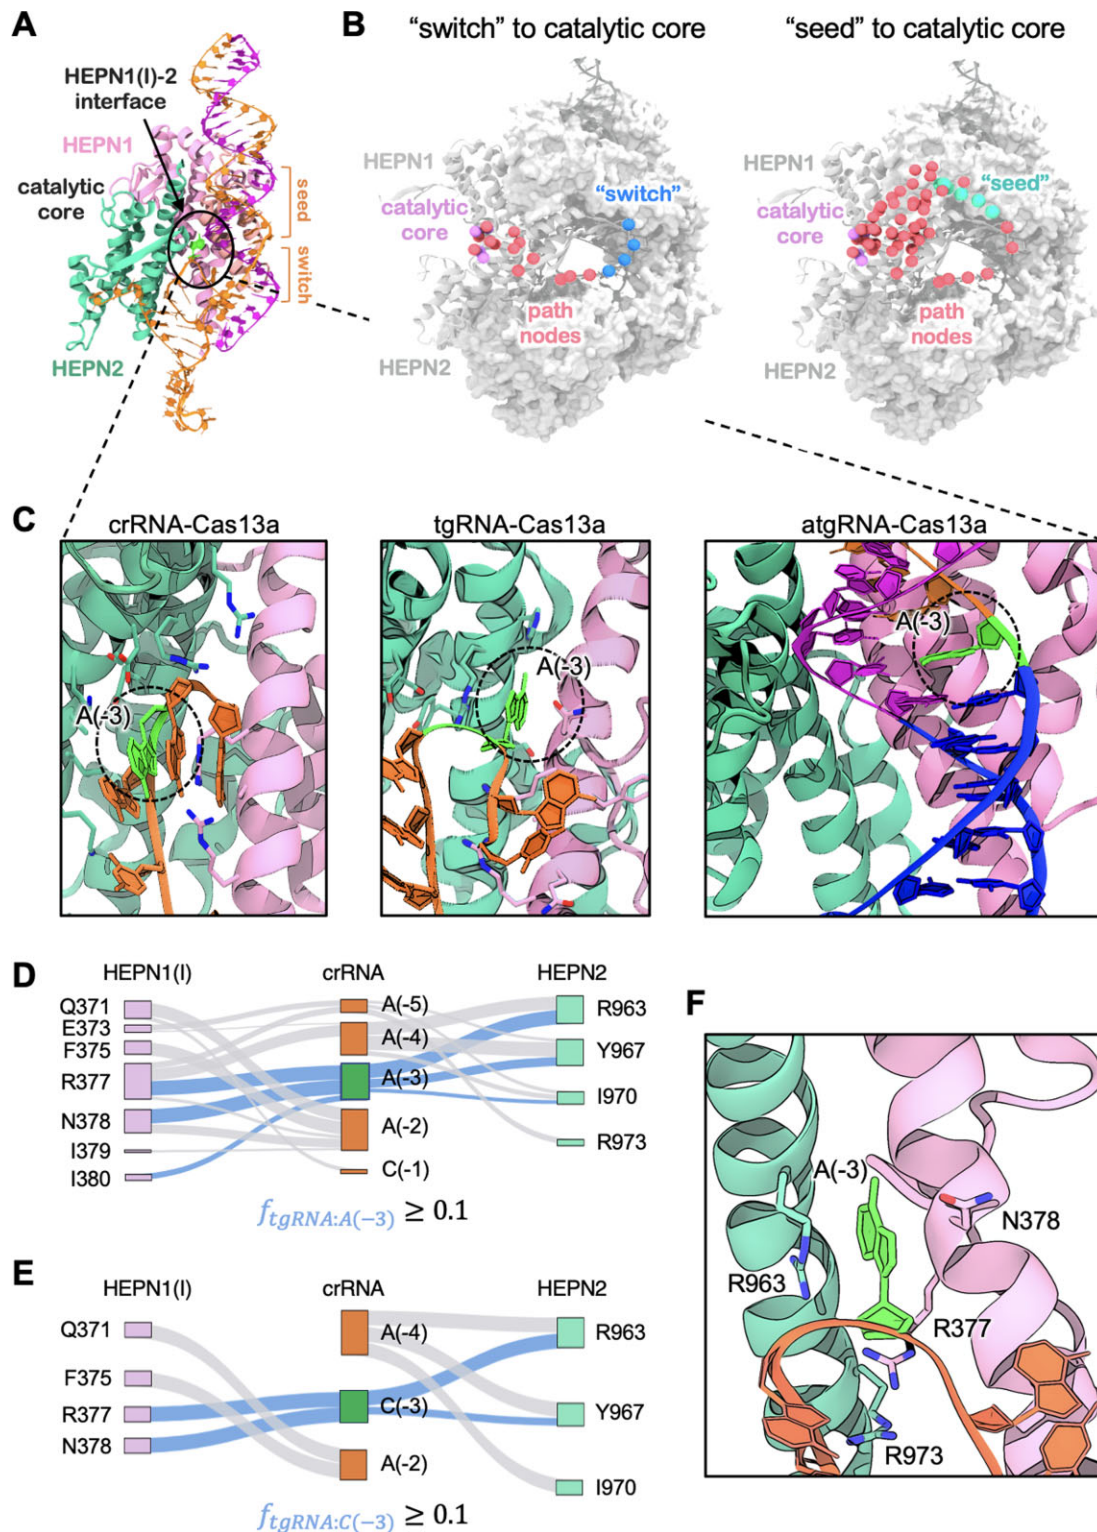 A
HEPN1(I)-2
interface
HEPN1
catalytic
core
seed
switch
HEPN2
B
“switch” to catalytic core
“seed” to catalytic core
HEPN1
“switch”
catalytic
core
path
nodes
HEPN2
HEPN1
“seed”
catalytic
core
path
nodes
HEPN2
C
crRNA-Cas13a
tgRNA-Cas13a
atgRNA-Cas13a
A(-3)
A(-3)
A(-3)
D
HEPN1(I)
crRNA
HEPN2
Q371
E373
F375
R377
N378
I379
I380
A(-5)
A(-4)
A(-3)
A(-2)
C(-1)
R963
Y967
I970
R973
f tgRNA:A(−3) ≥ 0.1
E
HEPN1(I)
crRNA
HEPN2
Q371
F375
R377
N378
A(-4)
C(-3)
A(-2)
R963
Y967
I970
f tgRNA:C(−3) ≥ 0.1
F
A(-3)
N378
R963
R377
R973